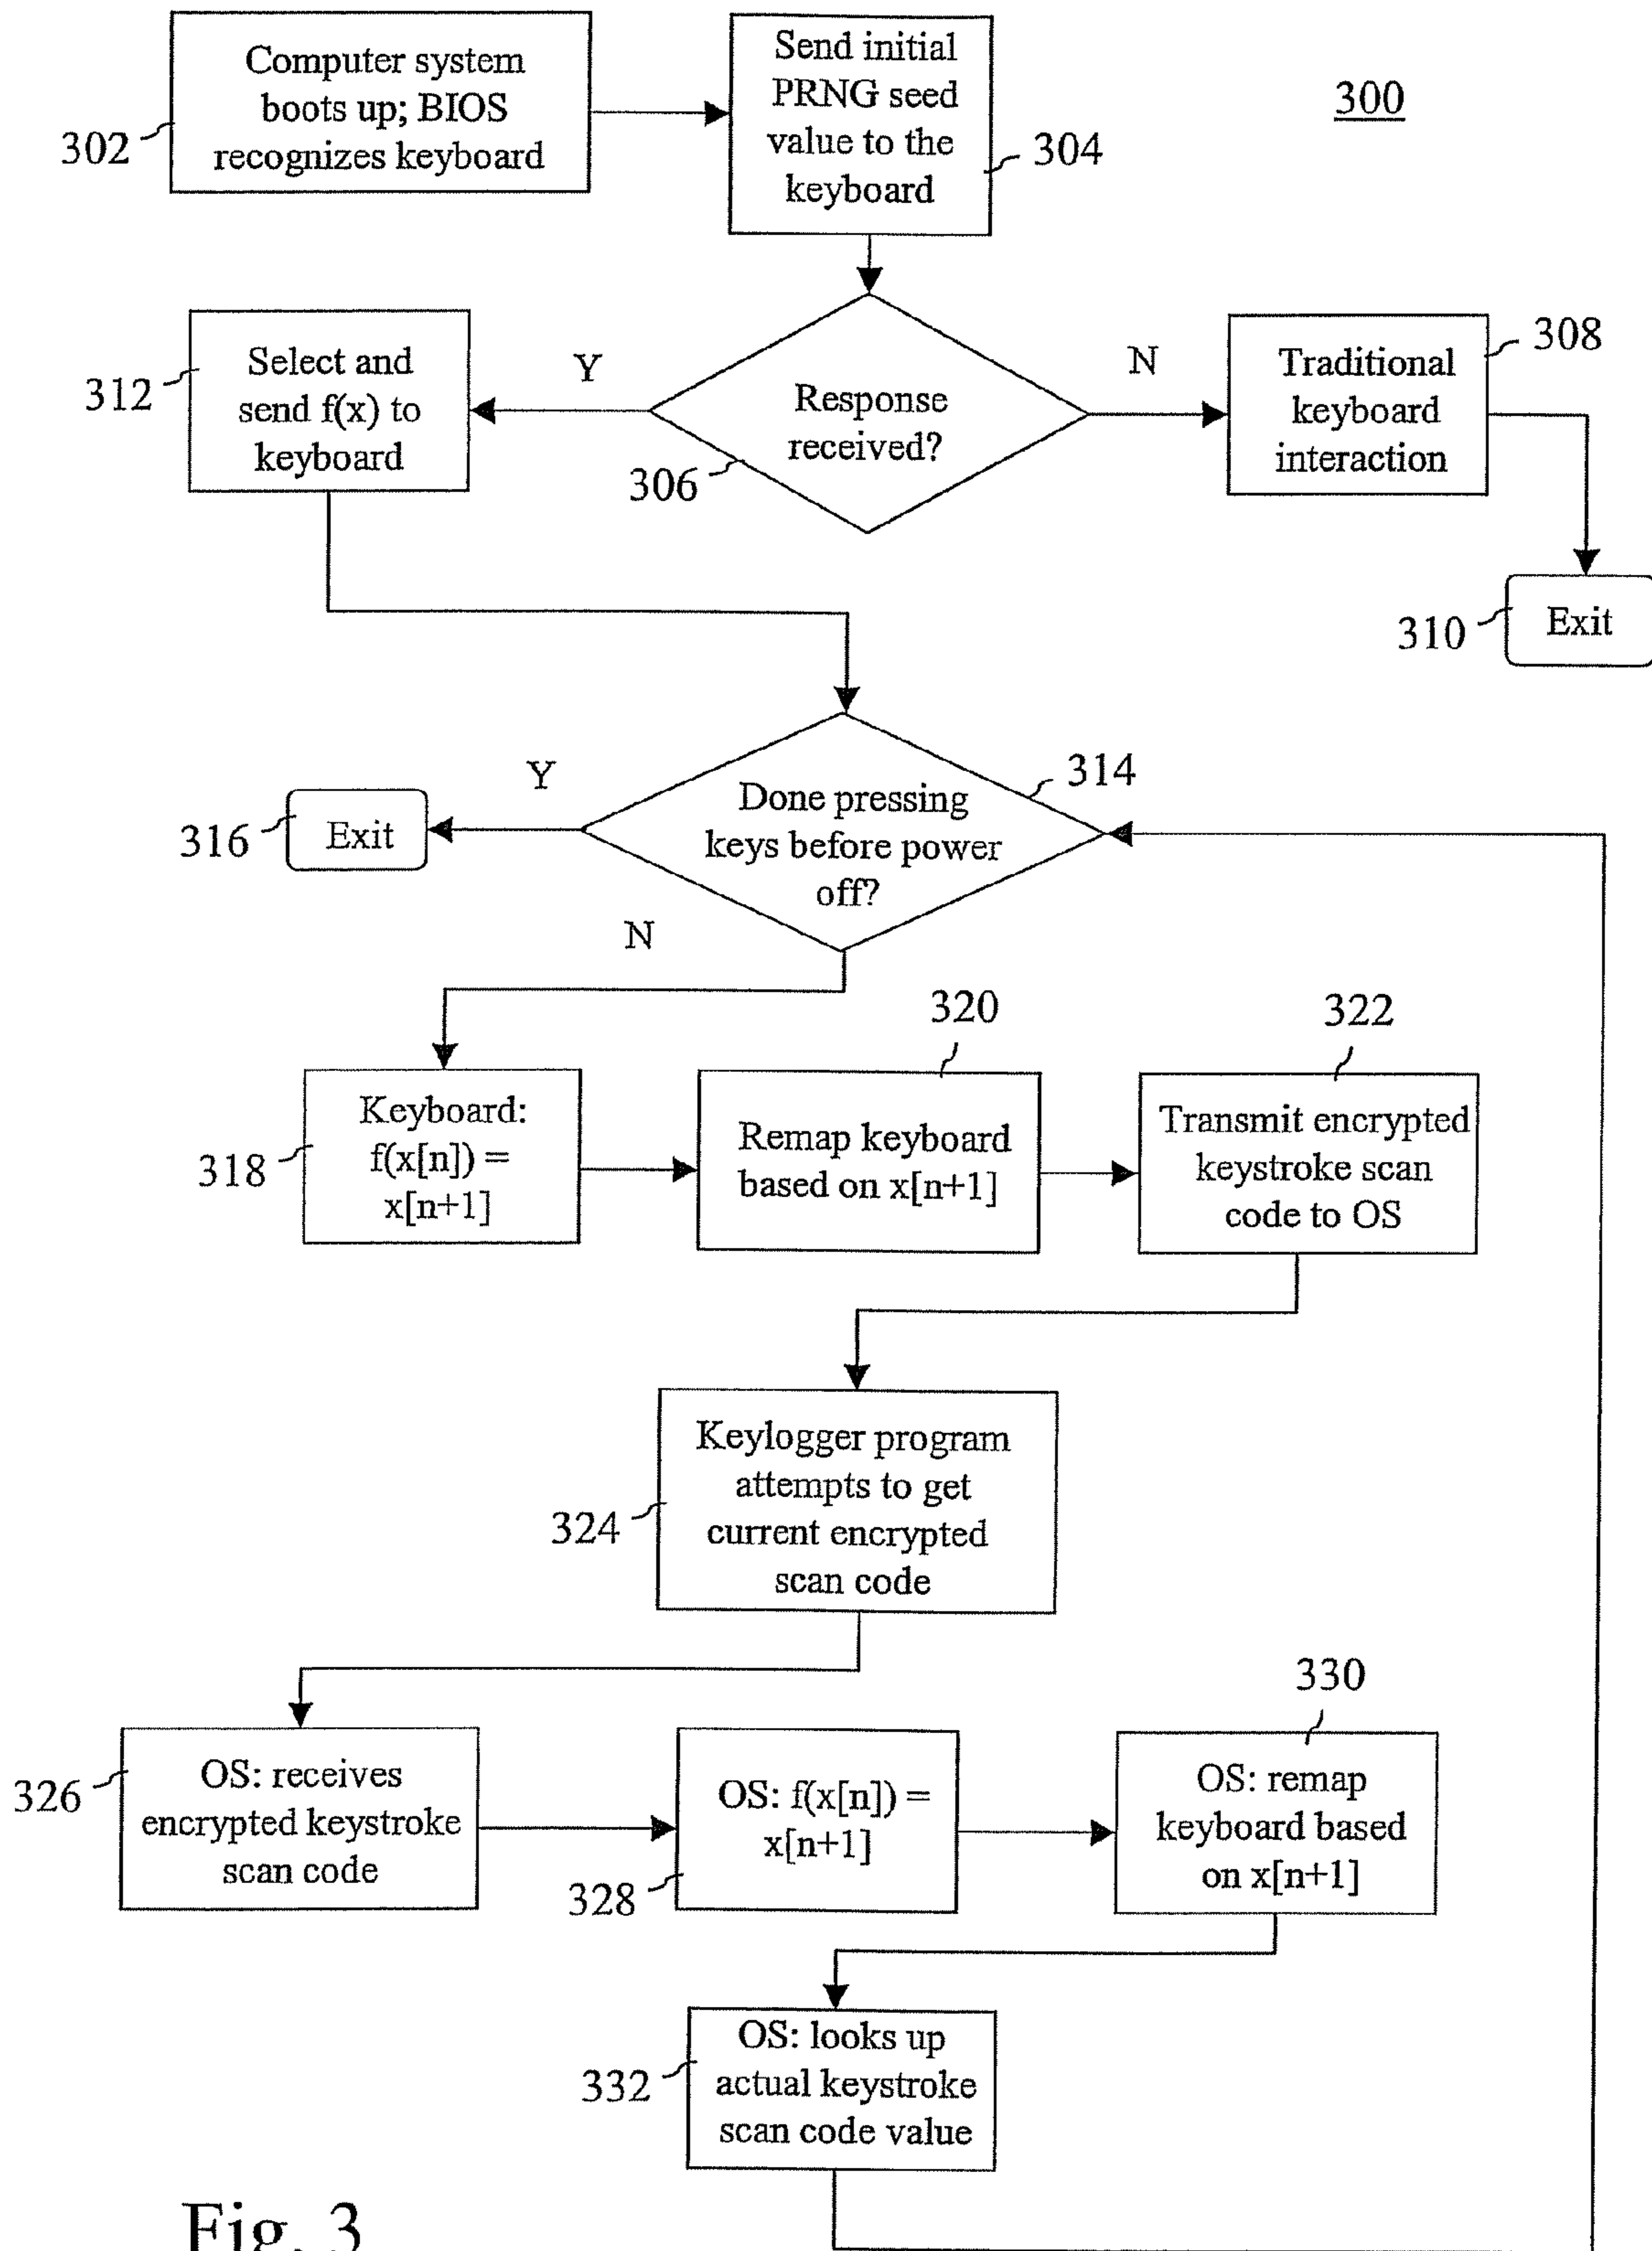 Computer system
boots up; BIOS
recognizes keyboard
302
Send initial
PRNG seed
value to the
keyboard
304
300
Select and
send f(x) to
keyboard
312
Y
Response
received?
306
N
Traditional
keyboard
interaction
308
Exit
310
Done pressing
keys before power
off?
314
Y
Exit
316
N
Keyboard:
f(x[n]) =
x[n+1]
318
Remap keyboard
based on x[n+1]
320
Transmit encrypted
keystroke scan
code to OS
322
Keylogger program
attempts to get
current encrypted
scan code
324
OS: receives
encrypted keystroke
scan code
326
OS: f(x[n]) =
x[n+1]
328
OS: remap
keyboard based
on x[n+1]
330
OS: looks up
actual keystroke
scan code value
332
Fig. 3